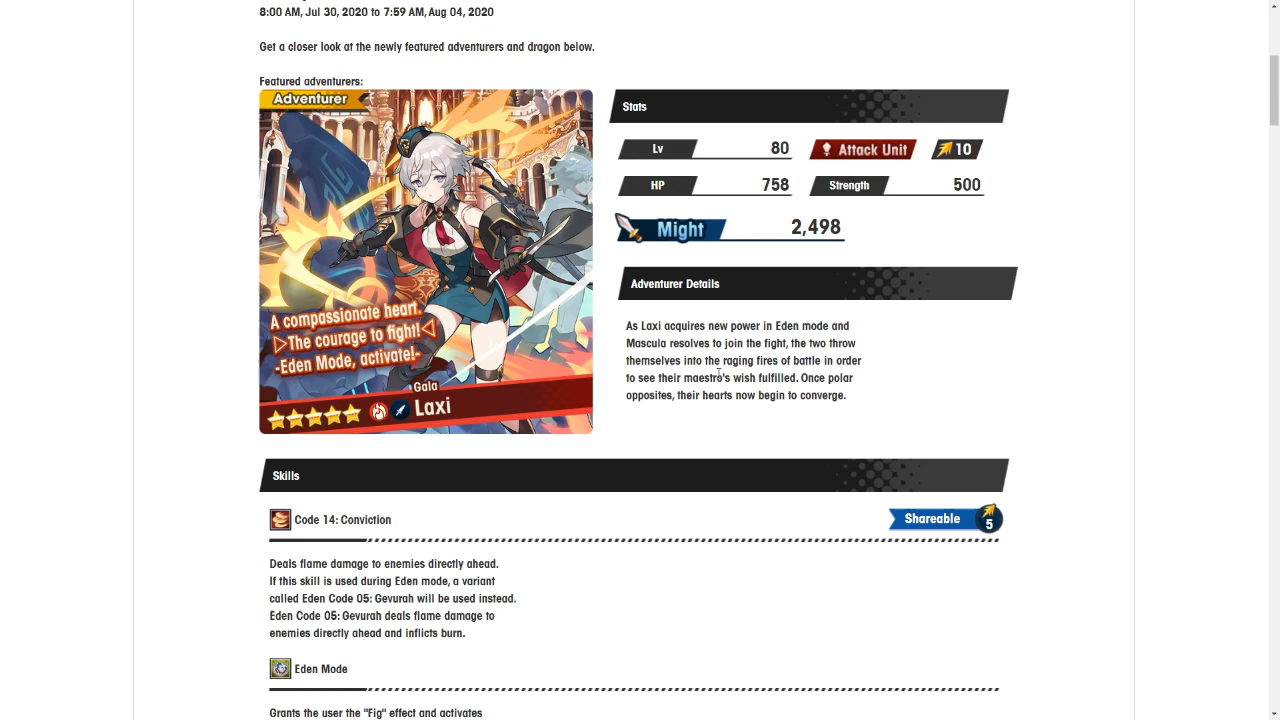 8:00 AM, Jul 30, 2020 to 7:59 AM, Aug 04, 2020
Get a closer look at the newly featured adventurers and dragon below.
Featured adventurers:
Adventurer
A compassionate heart.
▷The courage to fight!◁
-Eden Mode, activate!-
Gala
Laxi
Stats
Lv 80 Attack Unit 10
HP 758 Strength 500
Might 2,498
Adventurer Details
As Laxi acquires new power in Eden mode and
Mascula resolves to join the fight, the two throw
themselves into the raging fires of battle in order
to see their maestro's wish fulfilled. Once polar
opposites, their hearts now begin to converge.
Skills
Code 14: Conviction Shareable 5
Deals flame damage to enemies directly ahead.
If this skill is used during Eden mode, a variant
called Eden Code 05: Gevurah will be used instead.
Eden Code 05: Gevurah deals flame damage to
enemies directly ahead and inflicts burn.
Eden Mode
Grants the user the "Fig" effect and activates